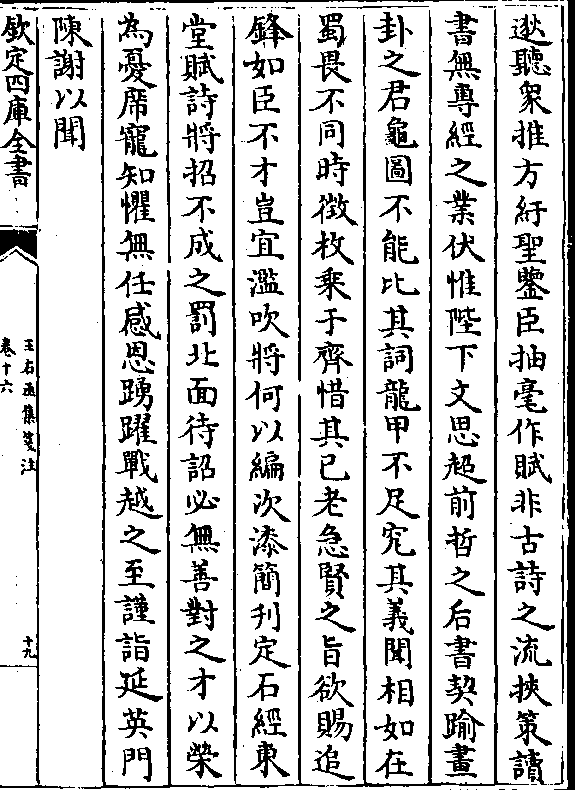 逖聽衆推方紆聖鑒臣抽毫作賦非古詩之流挾䇿讀
書無專經之業伏惟陛下文思超前哲之后書契踰畫
卦之君龜圖不能比其詞龍甲不足究其義聞相如在
蜀畏不同時徴枚乗于齊惜其已老急賢之旨欲賜追
鋒如臣不才豈宜濫吹將何以編次漆簡刋定石經東
堂賦詩將招不成之罰北面待詔必無善對之才以榮
為憂席寵知懼無任感恩踴躍戰越之至謹詣延英門
陳謝以聞
欽定四庫全書
王右丞集箋注
卷十六
十九